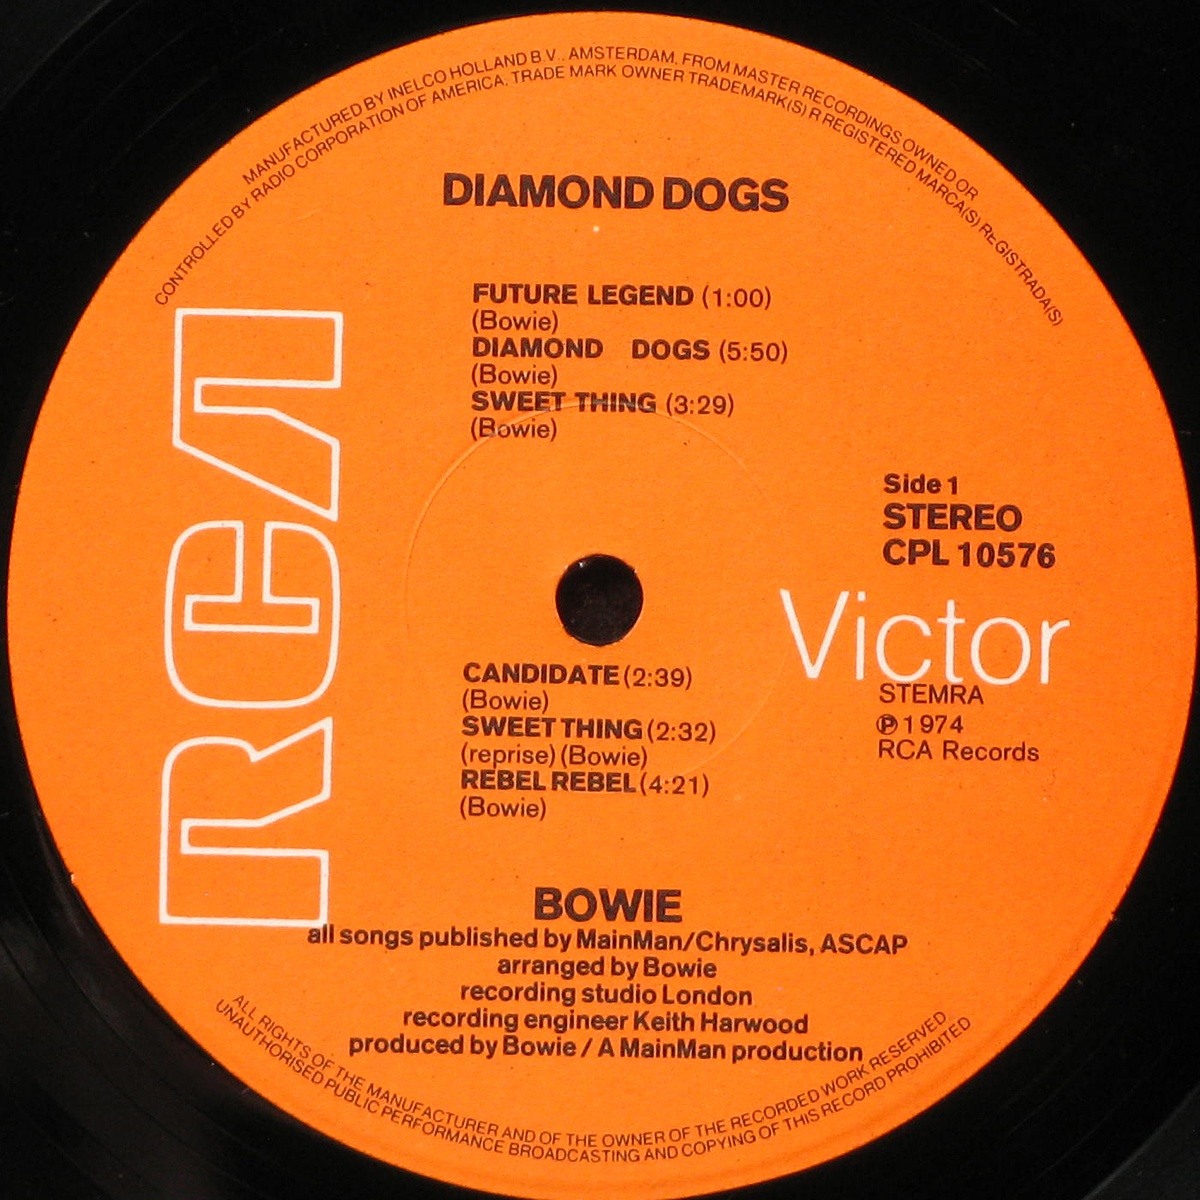 MANUFACTURED BY INELCO HOLLAND B.V., AMSTERDAM, FROM MASTER RECORDINGS OWNED OR
CONTROLLED BY RADIO CORPORATION OF AMERICA. TRADE MARK OWNER TRADEMARK(S) R REGISTERED MARCA(S) REGISTRADA(S)
DIAMOND DOGS
FUTURE LEGEND (1:00)
(Bowie)
DIAMOND DOGS (5:50)
(Bowie)
SWEET THING (3:29)
(Bowie)
RCA
Side 1
STEREO
CPL 10576
Victor
STEMRA
℗ 1974
RCA Records
CANDIDATE (2:39)
(Bowie)
SWEET THING (2:32)
(reprise) (Bowie)
REBEL REBEL (4:21)
(Bowie)
BOWIE
all songs published by MainMan/Chrysalis, ASCAP
arranged by Bowie
recording studio London
recording engineer Keith Harwood
produced by Bowie / A MainMan production
ALL RIGHTS OF THE MANUFACTURER AND OF THE OWNER OF THE RECORDED WORK RESERVED
UNAUTHORISED PUBLIC PERFORMANCE BROADCASTING AND COPYING OF THIS RECORD PROHIBITED